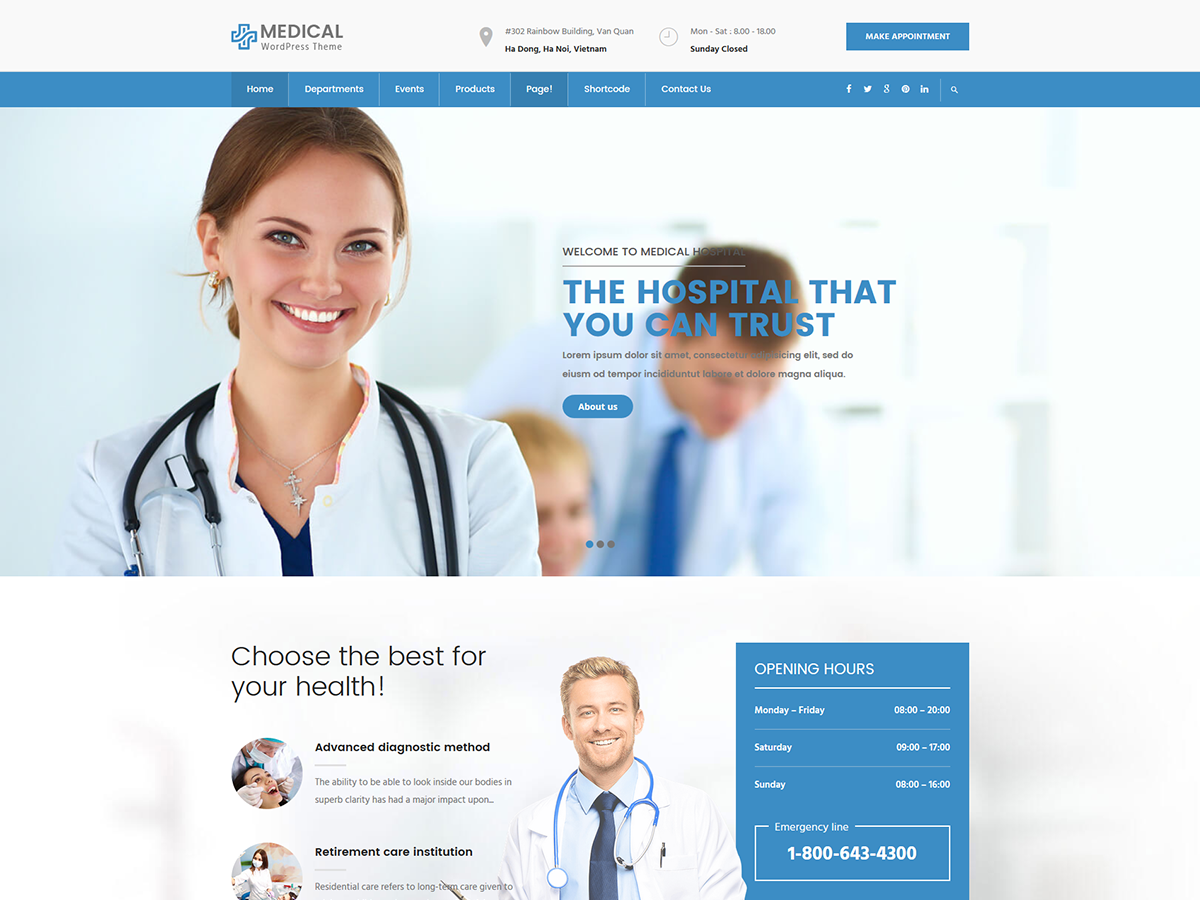 MEDICAL
WordPress Theme
#302 Rainbow Building, Van Quan
Ha Dong, Ha Noi, Vietnam
Mon - Sat : 8.00 - 18.00
Sunday Closed
MAKE APPOINTMENT
Home
Departments
Events
Products
Page!
Shortcode
Contact Us
WELCOME TO MEDICAL HOSPITAL
THE HOSPITAL THAT
YOU CAN TRUST
Lorem ipsum dolor sit amet, consectetur adipisicing elit, sed do
eiusm od tempor incididuntut labore et dolore magna aliqua.
About us
Choose the best for
your health!
Advanced diagnostic method
The ability to be able to look inside our bodies in
superb clarity has had a major impact upon...
Retirement care institution
Residential care refers to long-term care given to
OPENING HOURS
Monday – Friday 08:00 – 20:00
Saturday 09:00 – 17:00
Sunday 08:00 – 16:00
Emergency line
1-800-643-4300